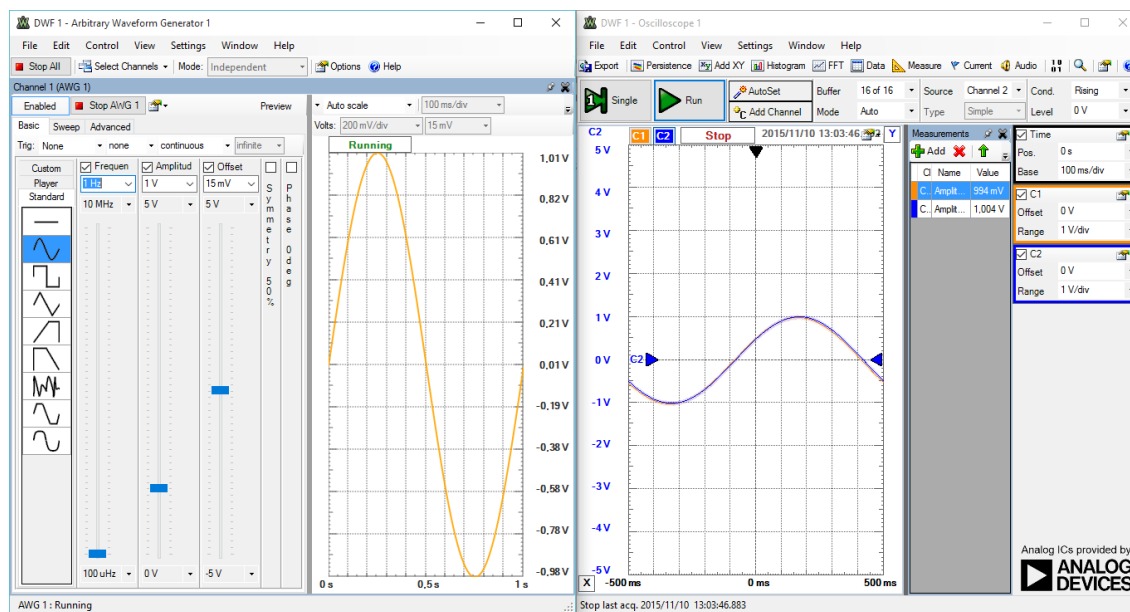 DWF 1 - Arbitrary Waveform Generator 1
File Edit Control View Settings Window Help
Stop All Select Channels Mode: Independent Options Help
Channel 1 (AWG 1)
Enabled Stop AWG 1 Preview
Basic Sweep Advanced
Trig: None none continuous infinite
Custom
Player
Standard
Frequen Amplitud Offset
1 Hz 1 V 15 mV
10 MHz 5 V 5 V
Symmetry 50%
Phase 0 deg
100 uHz 0 V -5 V
Auto scale 100 ms/div
Volts: 200 mV/div 15 mV
Running
1,01 V
0,82 V
0,61 V
0,41 V
0,21 V
0,01 V
-0,19 V
-0,38 V
-0,58 V
-0,78 V
-0,98 V
0 s 0,5 s 1 s
AWG 1 : Running
DWF 1 - Oscilloscope 1
File Edit Control View Settings Window Help
Export Persistence Add XY Histogram FFT Data Measure Current Audio
Single Run AutoSet Buffer 16 of 16 Source Channel 2 Cond. Rising
Add Channel Mode Auto Type Simple Level 0 V
C2 C1 C2 Stop 2015/11/10 13:03:46 Y
5 V
4 V
3 V
2 V
1 V
0 V C2
-1 V
-2 V
-3 V
-4 V
-5 V
X -500 ms 0 ms 500 ms
Measurements
Add
Name Value
C.. Amplit... 994 mV
C.. Amplit... 1,004 V
Time
Pos. 0 s
Base 100 ms/div
C1
Offset 0 V
Range 1 V/div
C2
Offset 0 V
Range 1 V/div
Analog ICs provided by
ANALOG
DEVICES
Stop last acq. 2015/11/10 13:03:46.883